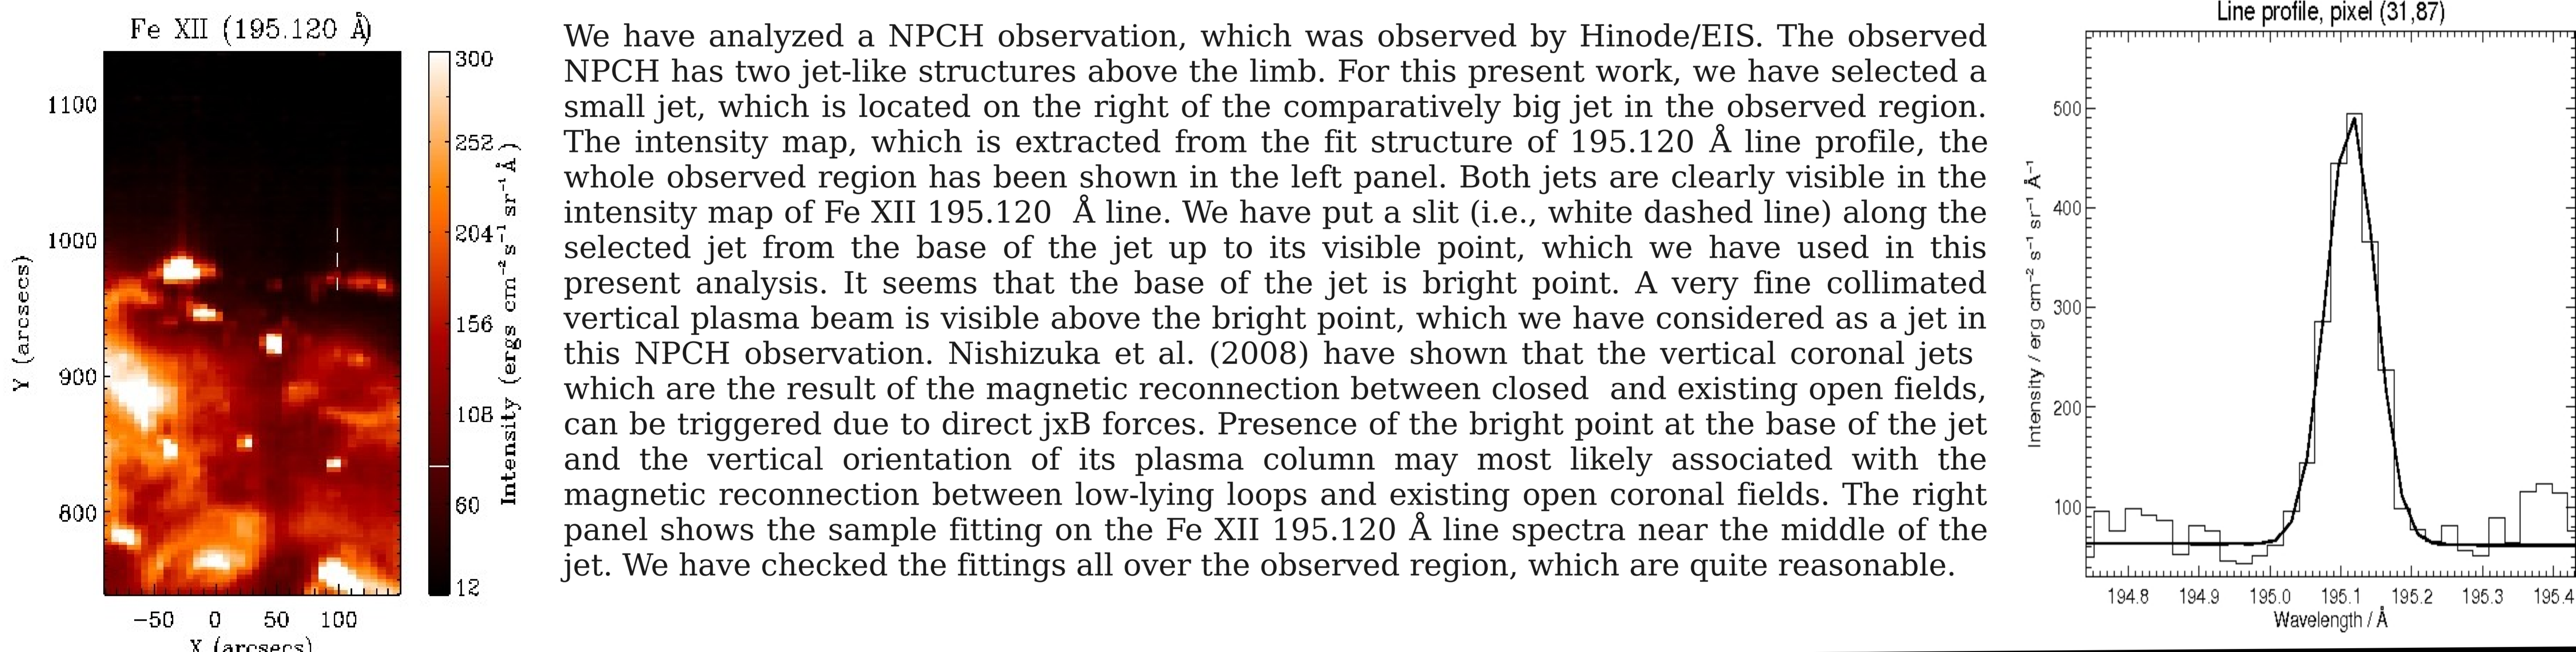 Fe XII (195.120 Å)
1100
1000
900
800
Y (arcsecs)
−50 0 50 100
X (arcsecs)
300
252
204
156
108
60
12
Intensity (ergs cm⁻² s⁻¹ sr⁻¹ Å)
We have analyzed a NPCH observation, which was observed by Hinode/EIS. The observed
NPCH has two jet-like structures above the limb. For this present work, we have selected a
small jet, which is located on the right of the comparatively big jet in the observed region.
The intensity map, which is extracted from the fit structure of 195.120 Å line profile, the
whole observed region has been shown in the left panel. Both jets are clearly visible in the
intensity map of Fe XII 195.120 Å line. We have put a slit (i.e., white dashed line) along the
selected jet from the base of the jet up to its visible point, which we have used in this
present analysis. It seems that the base of the jet is bright point. A very fine collimated
vertical plasma beam is visible above the bright point, which we have considered as a jet in
this NPCH observation. Nishizuka et al. (2008) have shown that the vertical coronal jets
which are the result of the magnetic reconnection between closed and existing open fields,
can be triggered due to direct jxB forces. Presence of the bright point at the base of the jet
and the vertical orientation of its plasma column may most likely associated with the
magnetic reconnection between low-lying loops and existing open coronal fields. The right
panel shows the sample fitting on the Fe XII 195.120 Å line spectra near the middle of the
jet. We have checked the fittings all over the observed region, which are quite reasonable.
Line profile, pixel (31,87)
500
400
300
200
100
Intensity / erg cm⁻² s⁻¹ sr⁻¹ Å⁻¹
194.8 194.9 195.0 195.1 195.2 195.3 195.4
Wavelength / Å